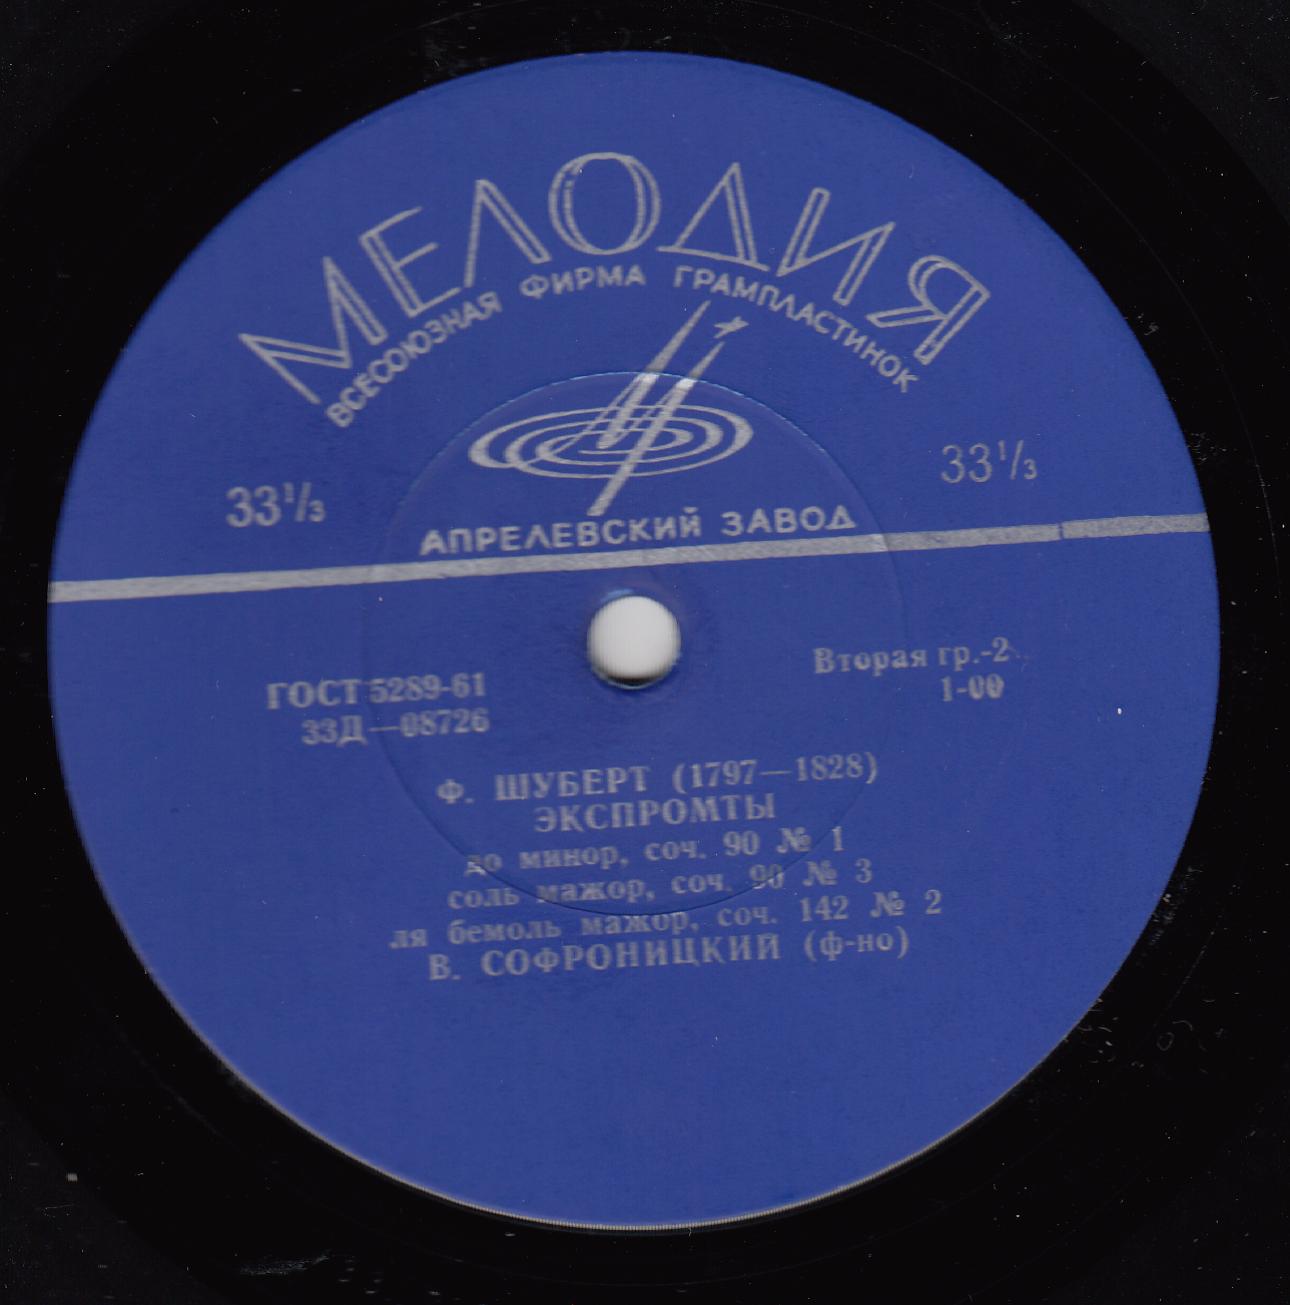 МЕЛОДИЯ
ВСЕСОЮЗНАЯ ФИРМА ГРАМПЛАСТИНОК
33⅓ 33⅓
АПРЕЛЕВСКИЙ ЗАВОД
ГОСТ 5289-61 Вторая гр.-2
33Д—08726 1-00
Ф. ШУБЕРТ (1797—1828)
ЭКСПРОМТЫ
до минор, соч. 90 № 1
соль мажор, соч. 90 № 3
ля бемоль мажор, соч. 142 № 2
В. СОФРОНИЦКИЙ (ф-но)